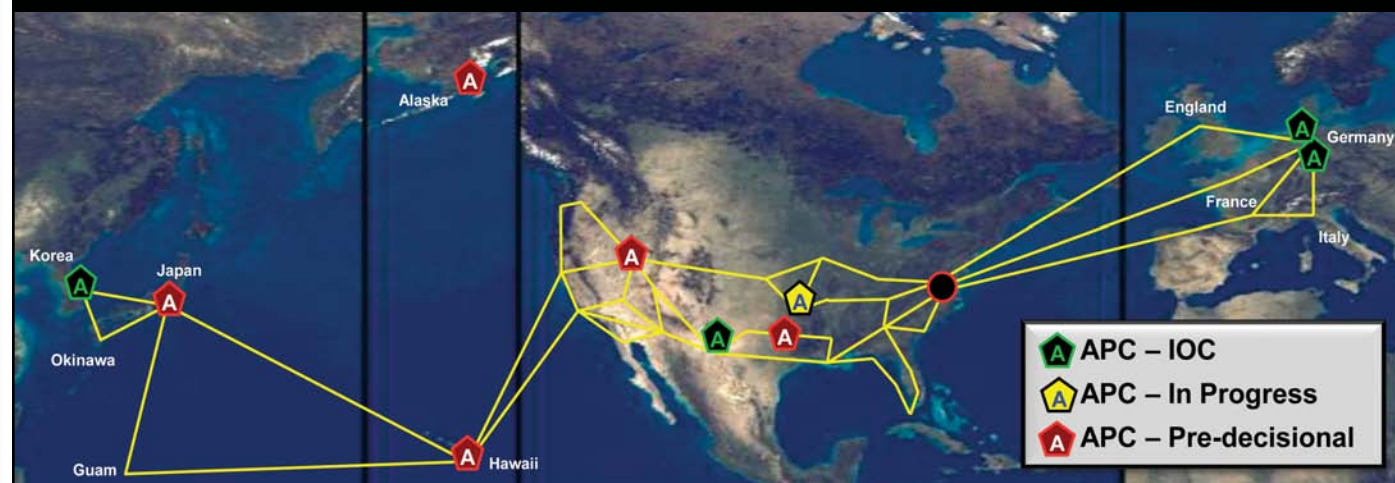 A
Alaska
England
A
Germany
A
France
Italy
Korea
A
Japan
A
Okinawa
Guam
A
Hawaii
A
A
A
A
A APC – IOC
A APC – In Progress
A APC – Pre-decisional